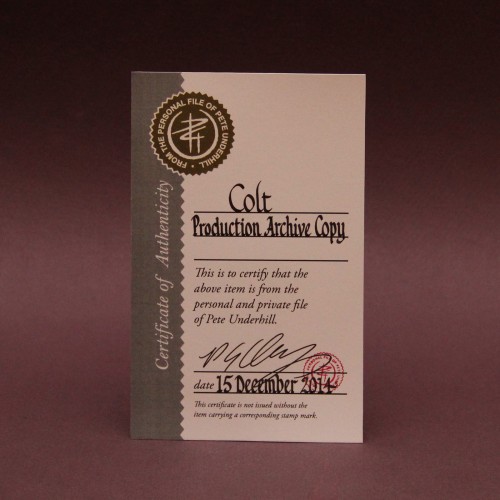 FROM THE PERSONAL FILE OF PETE UNDERHILL.
Certificate of Authenticity
Colt
Production Archive Copy
This is to certify that the
above item is from the
personal and private file
of Pete Underhill.
date 15 December 2014
This certificate is not issued without the
item carrying a corresponding stamp mark.